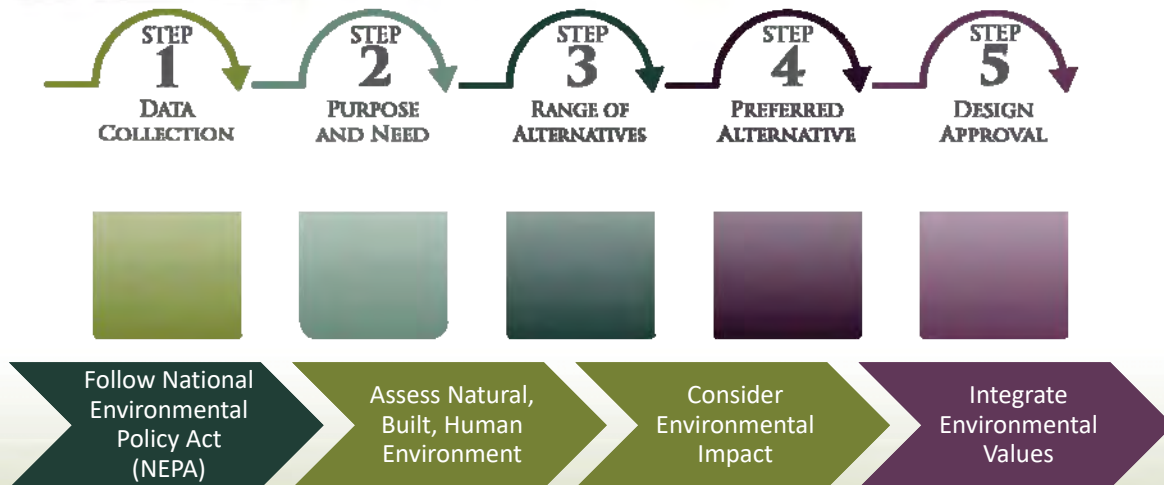 STEP
1
DATA
COLLECTION
STEP
2
PURPOSE
AND NEED
STEP
3
RANGE OF
ALTERNATIVES
STEP
4
PREFERRED
ALTERNATIVE
STEP
5
DESIGN
APPROVAL
Follow National
Environmental
Policy Act
(NEPA)
Assess Natural,
Built, Human
Environment
Consider
Environmental
Impact
Integrate
Environmental
Values